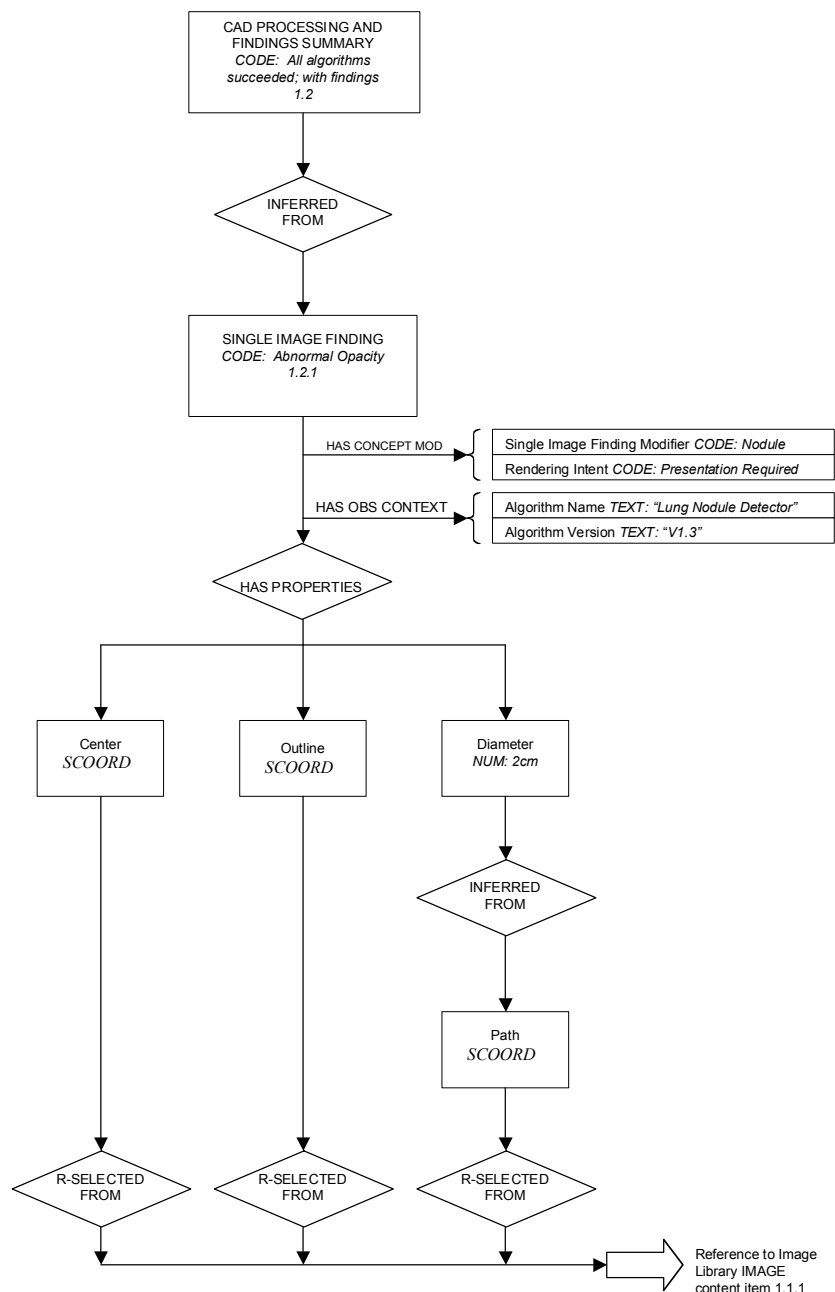 CAD PROCESSING AND
FINDINGS SUMMARY
CODE: All algorithms
succeeded; with findings
1.2
INFERRED
FROM
SINGLE IMAGE FINDING
CODE: Abnormal Opacity
1.2.1
HAS CONCEPT MOD
Single Image Finding Modifier CODE: Nodule
Rendering Intent CODE: Presentation Required
HAS OBS CONTEXT
Algorithm Name TEXT: “Lung Nodule Detector”
Algorithm Version TEXT: “V1.3”
HAS PROPERTIES
Center
SCOORD
Outline
SCOORD
Diameter
NUM: 2cm
INFERRED
FROM
Path
SCOORD
R-SELECTED
FROM
R-SELECTED
FROM
R-SELECTED
FROM
Reference to Image
Library IMAGE
content item 1.1.1